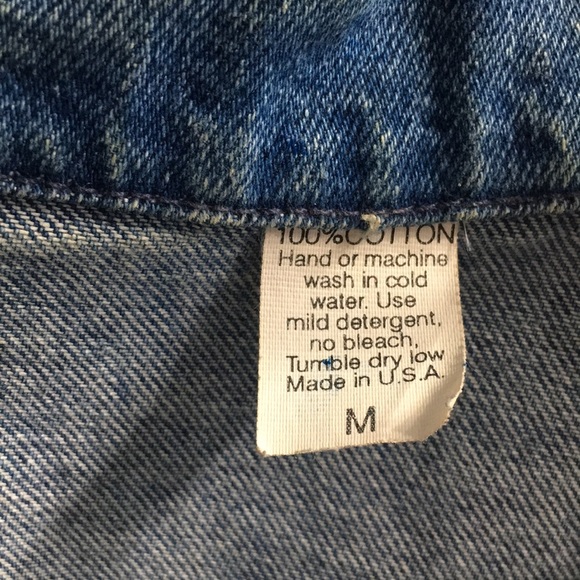 100% COTTON
Hand or machine
wash in cold
water. Use
mild detergent,
no bleach,
Tumble dry low
Made in U.S.A.
M